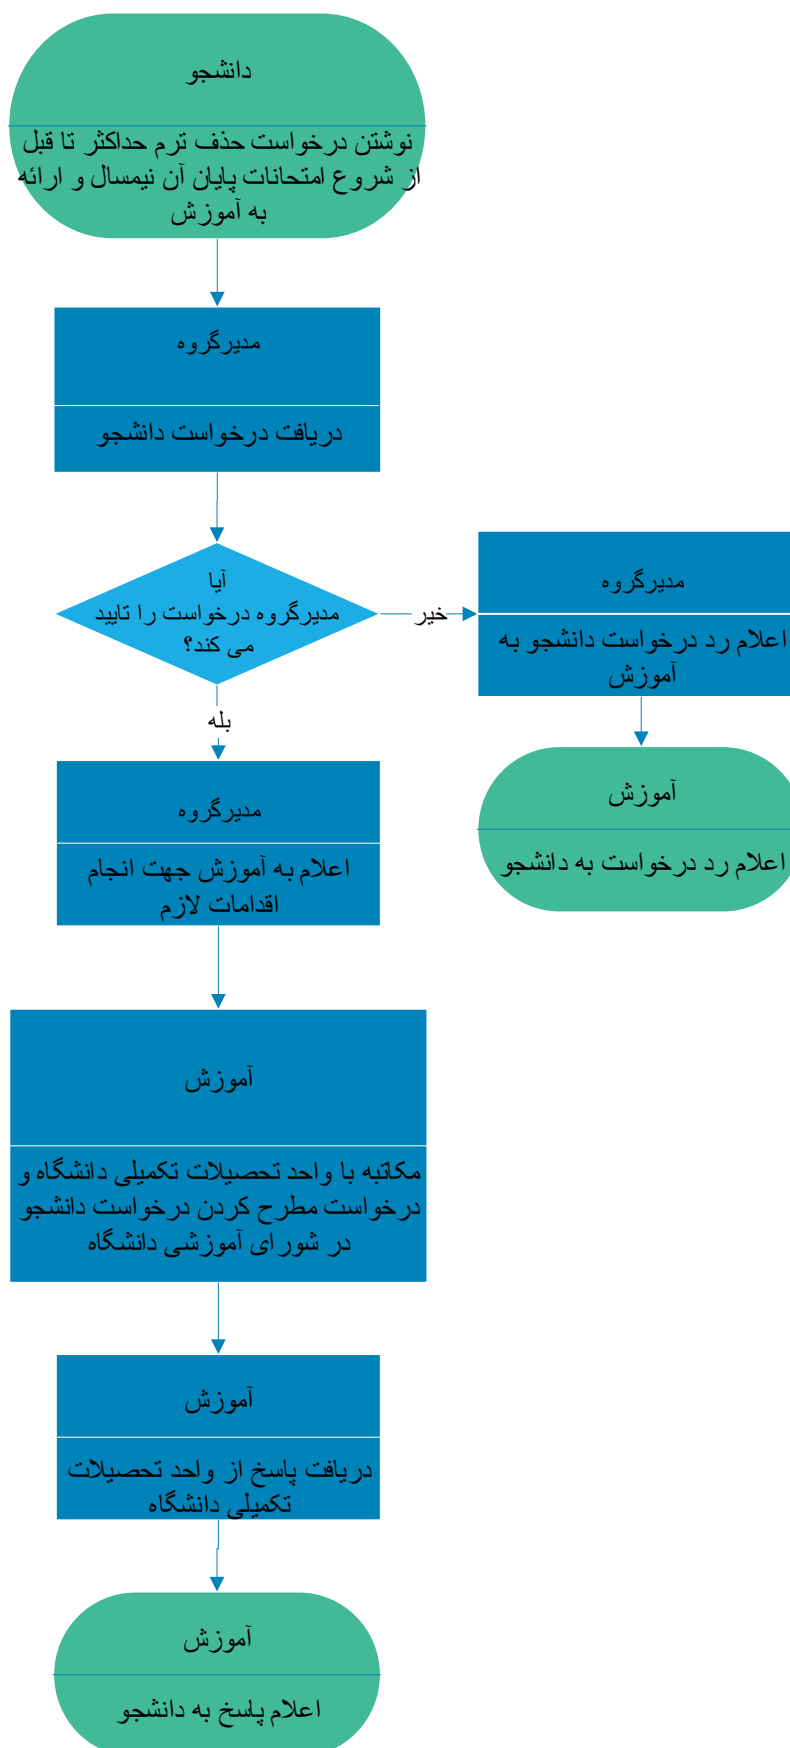 دانشجو
نوشتن درخواست حذف ترم حداکثر تا قبل
از شروع امتحانات پایان آن نیمسال و ارائه
به آموزش
مدیرگروه
دریافت درخواست دانشجو
آیا
مدیرگروه درخواست را تایید
می کند؟
خیر
مدیرگروه
اعلام رد درخواست دانشجو به
آموزش
آموزش
اعلام رد درخواست به دانشجو
بله
مدیرگروه
اعلام به آموزش جهت انجام
اقدامات لازم
آموزش
مکاتبه با واحد تحصیلات تکمیلی دانشگاه و
درخواست مطرح کردن درخواست دانشجو
در شورای آموزشی دانشگاه
آموزش
دریافت پاسخ از واحد تحصیلات
تکمیلی دانشگاه
آموزش
اعلام پاسخ به دانشجو